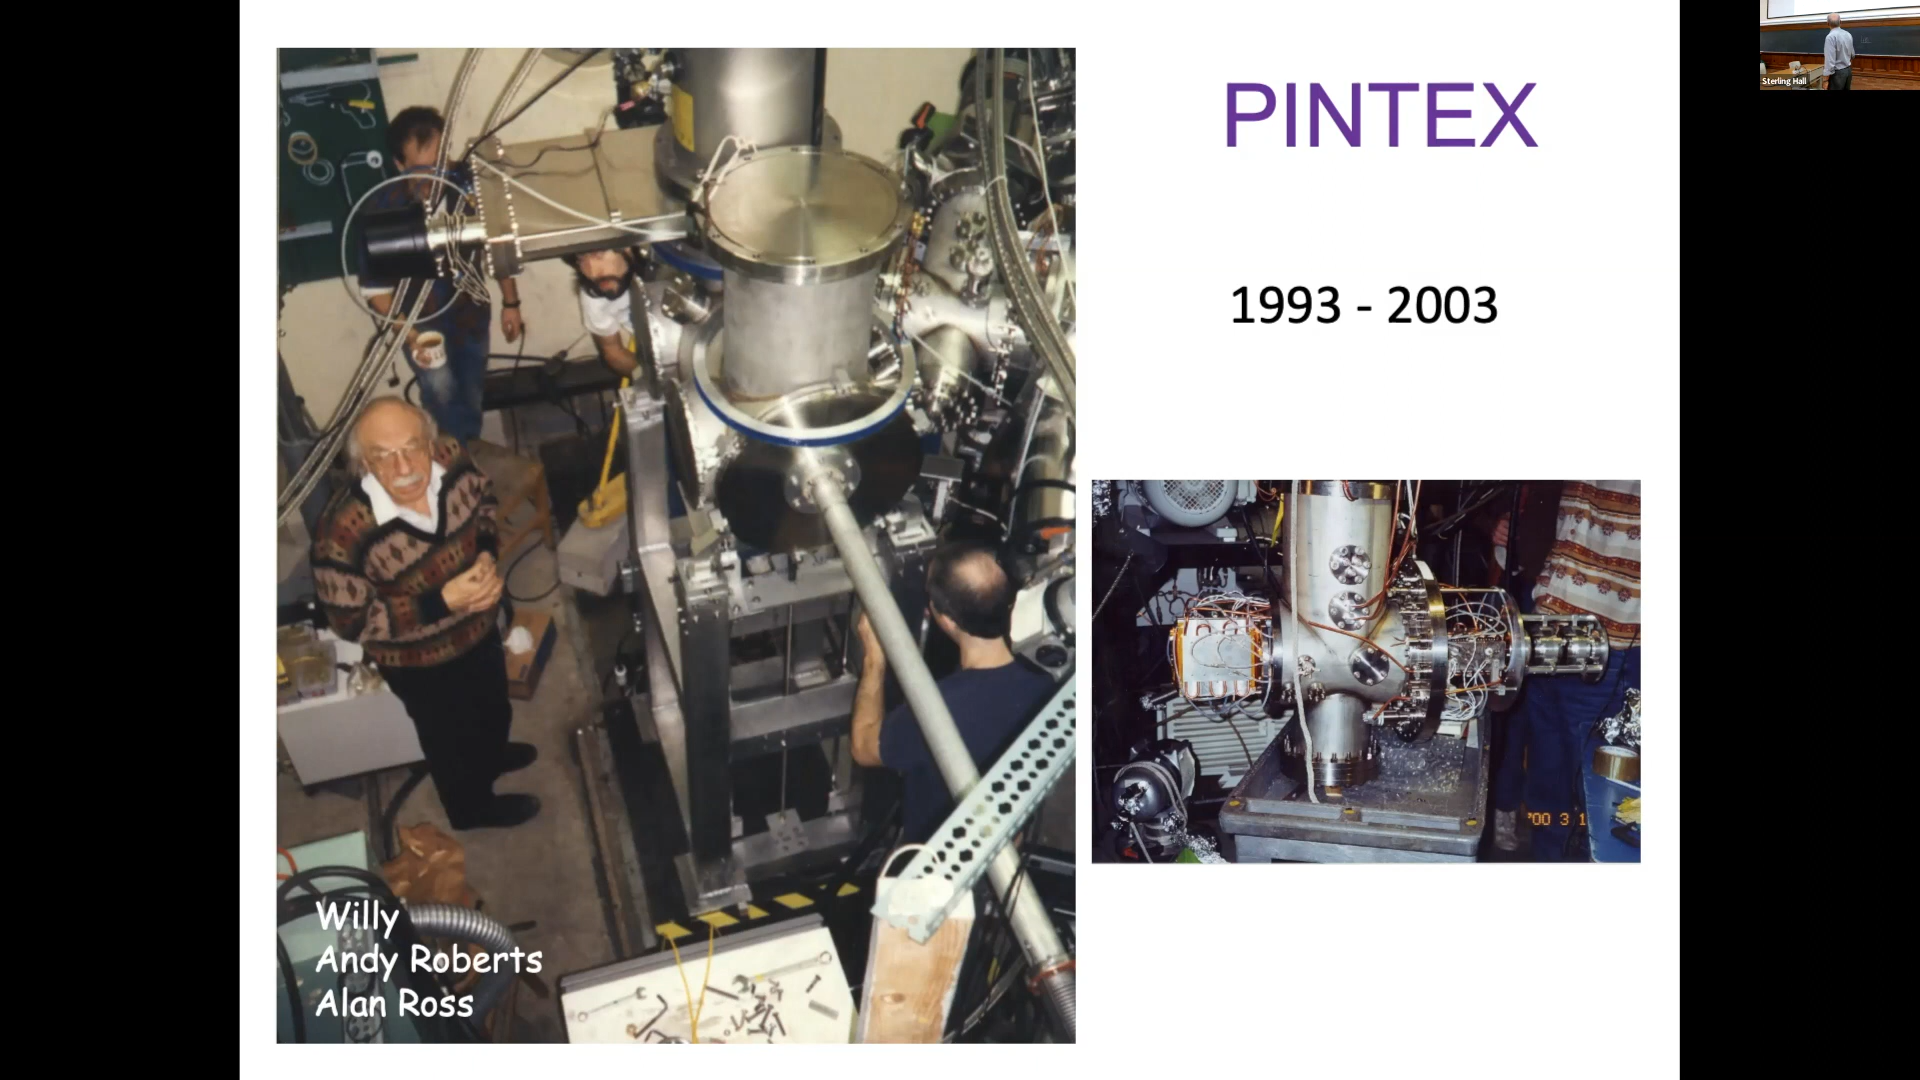 PINTEX
1993 - 2003
Willy
Andy Roberts
Alan Ross
'00 3 1
Sterling Hall